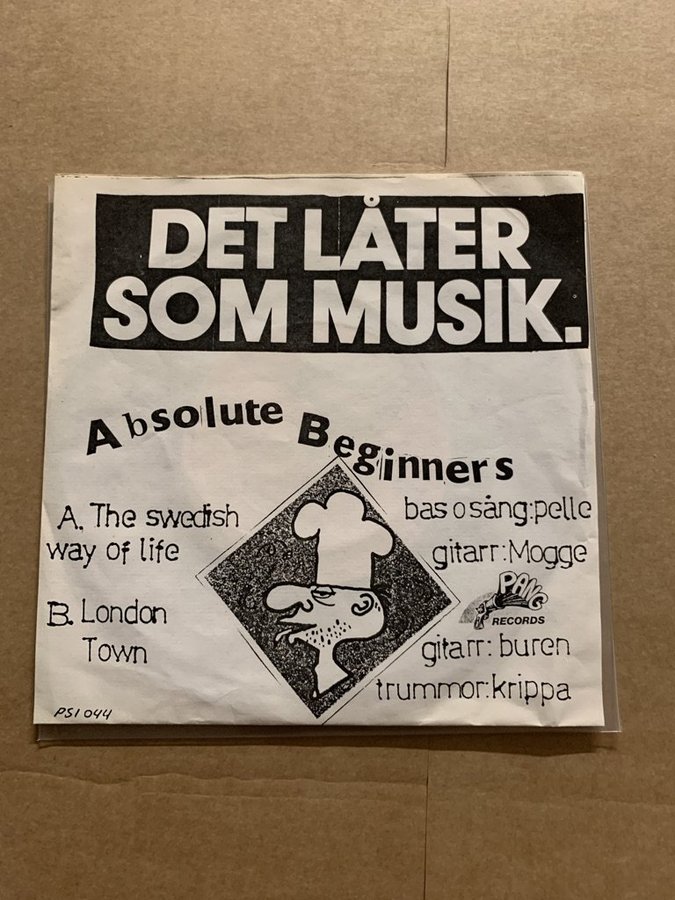 DET LÅTER
SOM MUSIK.
Absolute Beginners
A. The swedish
way of life
B. London
Town
bas o sång:pelle
gitarr:Mogge
PANG
RECORDS
gitarr: buren
trummor:krippa
PSI 044